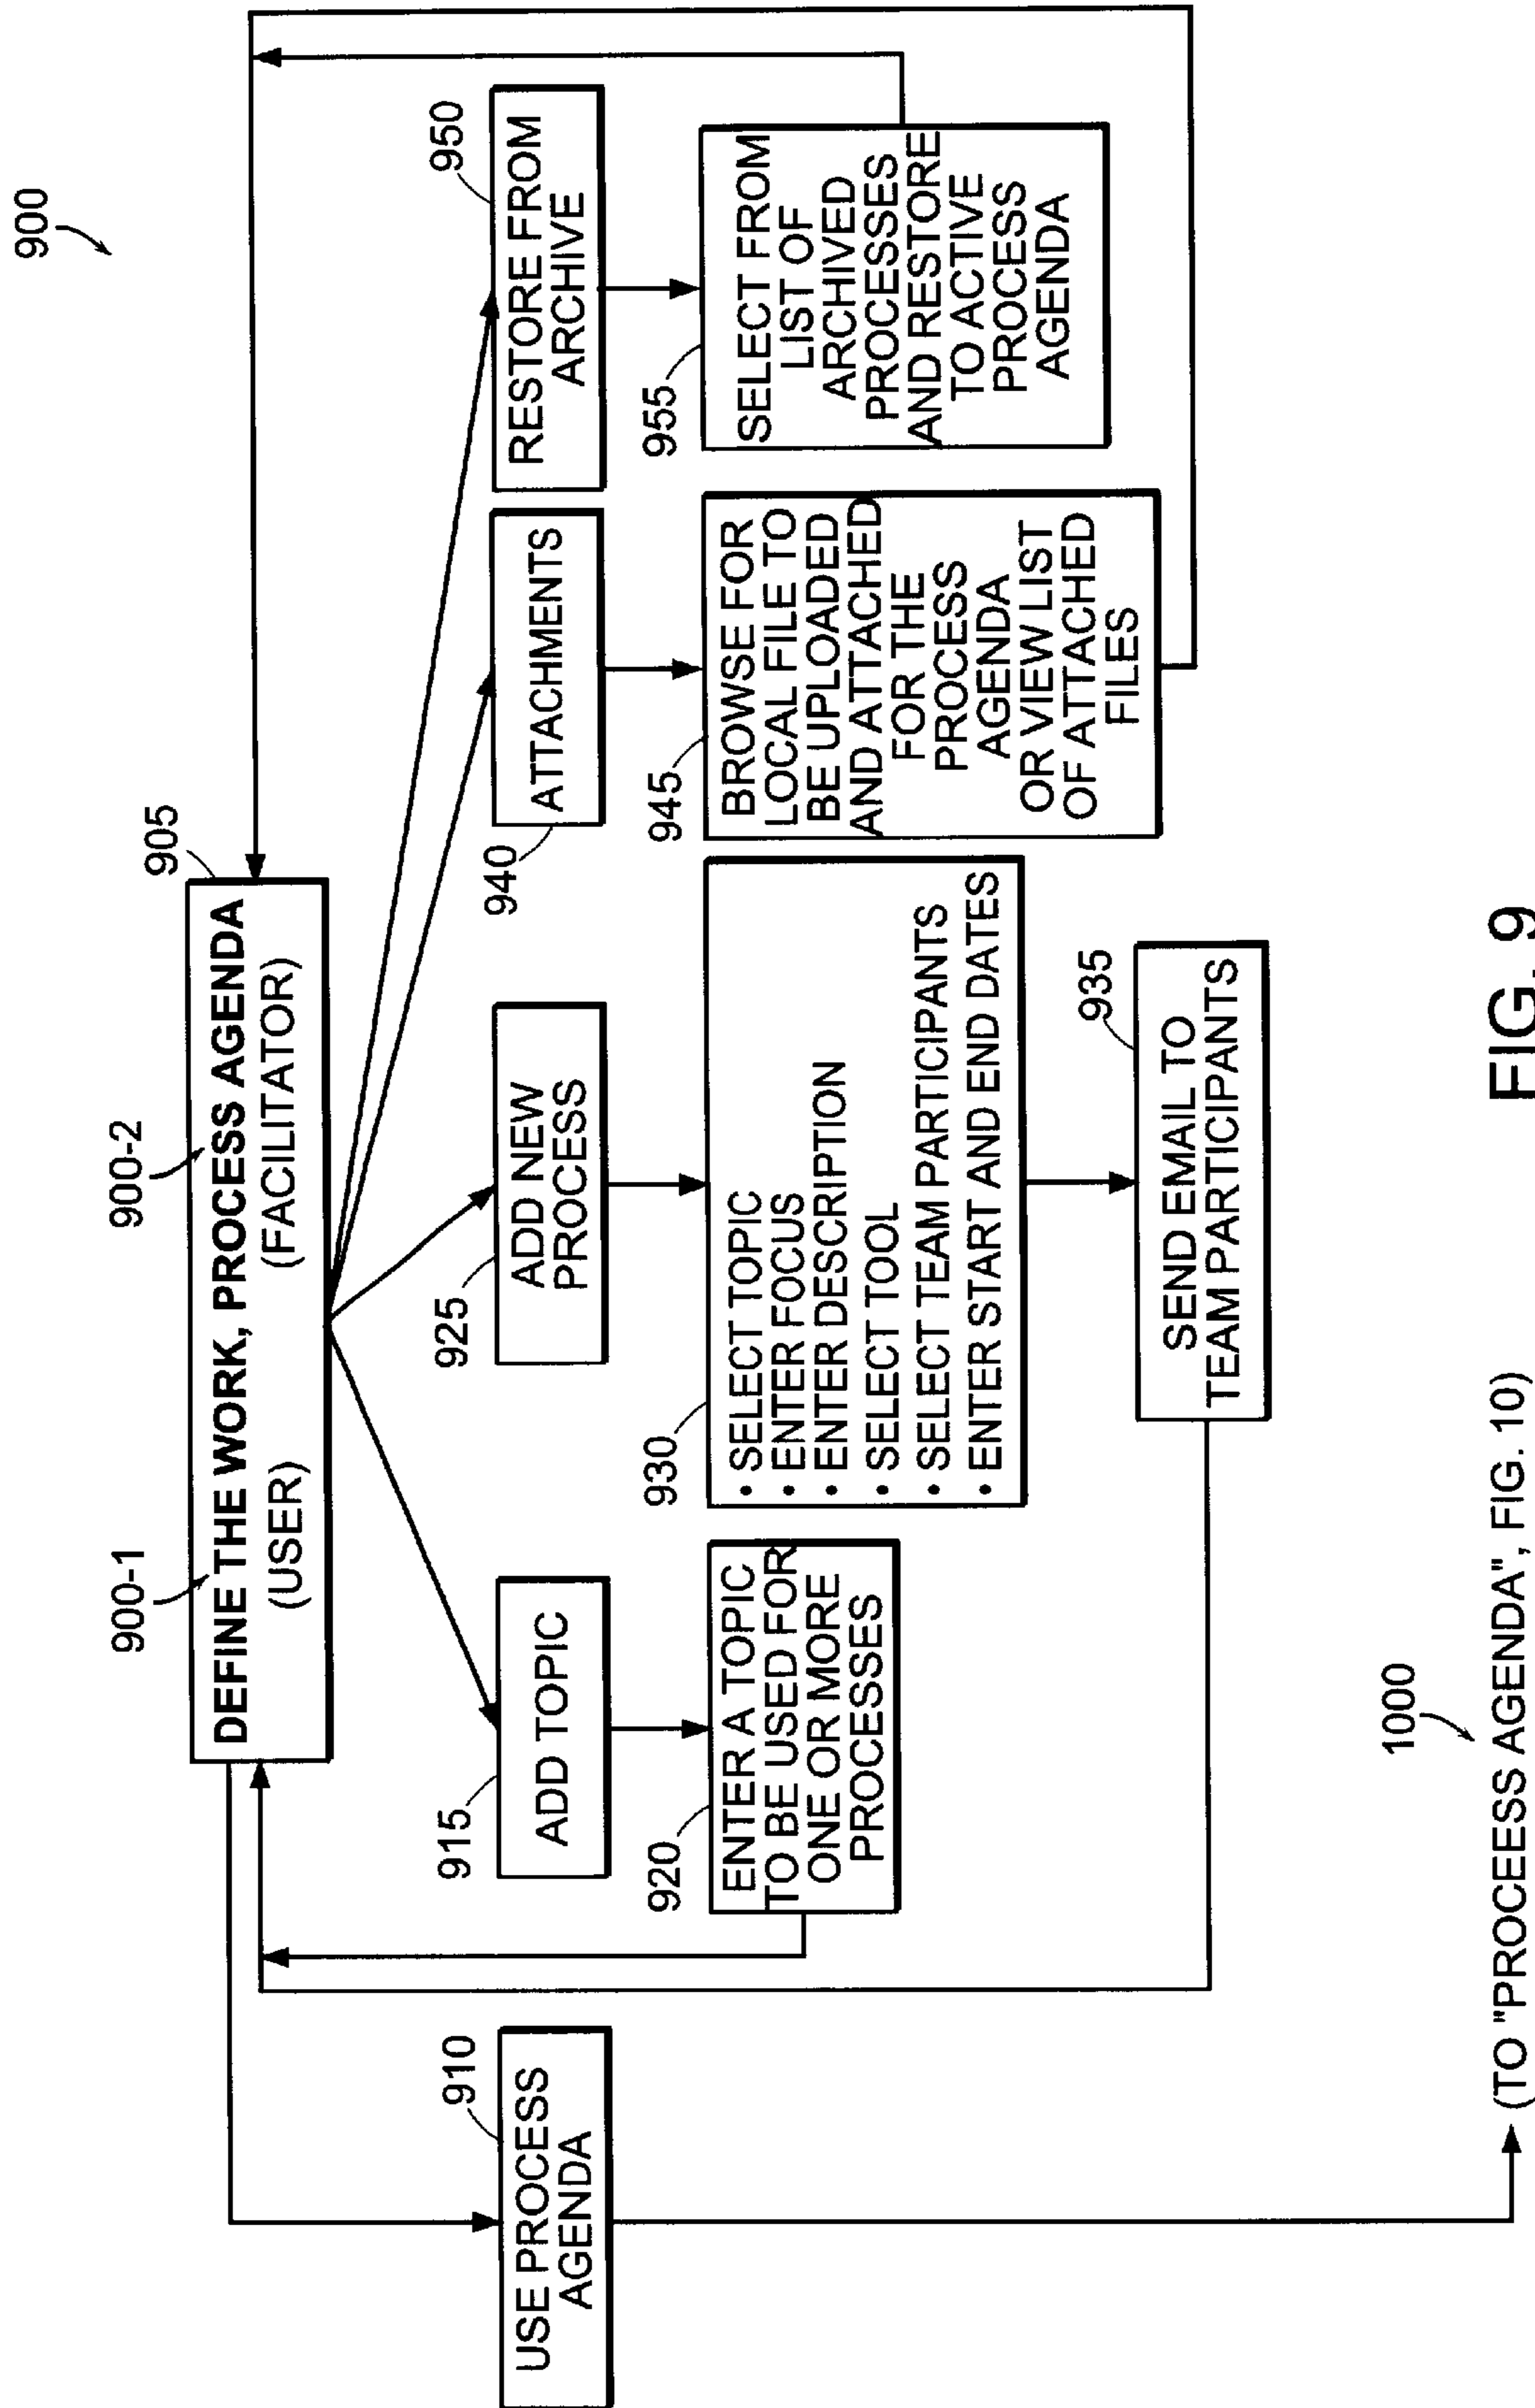 900
900-1
900-2
905
DEFINE THE WORK, PROCESS AGENDA
(USER)
(FACILITATOR)
910
USE PROCESS
AGENDA
915
ADD TOPIC
920
ENTER A TOPIC
TO BE USED FOR
ONE OR MORE
PROCESSES
925
ADD NEW
PROCESS
930
• SELECT TOPIC
• ENTER FOCUS
• ENTER DESCRIPTION
• SELECT TOOL
• SELECT TEAM PARTICIPANTS
• ENTER START AND END DATES
935
SEND EMAIL TO
TEAM PARTICIPANTS
940
ATTACHMENTS
945
BROWSE FOR
LOCAL FILE TO
BE UPLOADED
AND ATTACHED
FOR THE
PROCESS
AGENDA
OR VIEW LIST
OF ATTACHED
FILES
950
RESTORE FROM
ARCHIVE
955
SELECT FROM
LIST OF
ARCHIVED
PROCESSES
AND RESTORE
TO ACTIVE
PROCESS
AGENDA
1000
(TO "PROCEESS AGENDA", FIG. 10)
FIG. 9